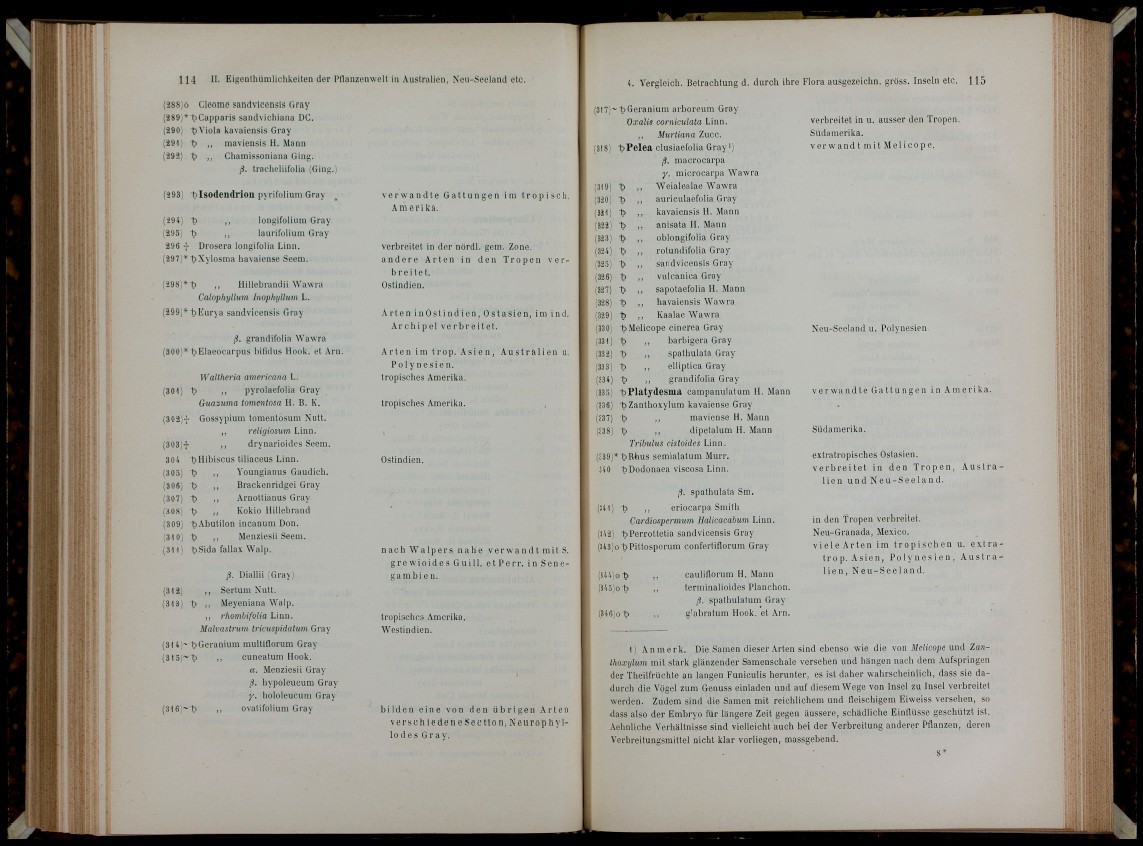 114 II. Eigenthümlichkeiten der Pflanzenwelt in Australien, Neu-Seeland etc.
(288)o Cleome sandvicensis Gray
(289)* ♄ Capparis sandvichiana DC.
(290) ♄ Viola kavaiensis Gray
(291) ♄ ,, maviensis H. Mann
(292) ♄ ,, Chamissoniana Ging.
β. tracheliifolia (Ging.)
(293) ♄ Isodendrion pyrifolium Gray verwandte Gattungen im tropisch.
Amerika.
(294) ♄ ,, longifolium Gray
(295) ♄ ,, laurifolium Gray
296 † Drosera longifolia Linn. verbreitet in der nördl. gem. Zone.
(297)* ♄ Xylosma havaiense Seem. andere Arten in den Tropen ver-
breitet.
(298)* ♄ ,, Hillebrandii Wawra Ostindien.
Calophyllum Inophyllum L.
(299)* ♄ Eurya sandvicensis Gray Arten in Ostindien, Ostasien, im ind.
Archipel verbreitet.
β. grandifolia Wawra
(300)* ♄ Elaeocarpus bifidus Hook. et Arn. Arten im trop. Asien, Australien u.
Polynesien.
Waltheria americana L. tropisches Amerika.
(301) ♄ ,, pyrolaefolia Gray
Guazuma tomentosa H. B. K. tropisches Amerika.
(302)† Gossypium tomentosum Nutt.
,, religiosum Linn.
(303)† ,, drynarioides Seem.
304 ♄ Hibiscus tiliaceus Linn. Ostindien.
(305) ♄ ,, Youngianus Gaudich.
(306) ♄ ,, Brackenridgei Gray
(307) ♄ ,, Arnottianus Gray
(308) ♄ ,, Kokio Hillebrand
(309) ♄ Abutilon incanum Don.
(310) ♄ ,, Menziesii Seem.
(311) ♄ Sida fallax Walp. nach Walpers nahe verwandt mit S.
grewioides Guill. et Perr. in Sene-
β. Diallii (Gray) gambien.
(312) ,, Sertum Nutt.
(313) ♄ ,, Meyeniana Walp.
,, rhombifolia Linn. tropisches Amerika,
Malvastrum tricuspidatum Gray Westindien.
(314)~ ♄ Geranium multiflorum Gray
(315)~ ♄ ,, cuneatum Hook.
α. Menziesii Gray
β. hypoleucum Gray
γ. hololeucum Gray
(316)~ ♄ ,, ovatifolium Gray bilden eine von den übrigen Arten
verschiedene Section, Neurophyl-
lodes Gray.
4. Vergleich. Betrachtung d. durch ihre Flora ausgezeichn. gröss. Inseln etc. 115
(317)~ ♄ Geranium arboreum Gray
Oxalis corniculata Linn. verbreitet in u. ausser den Tropen.
,, Martiana Zucc. Südamerika.
(318) ♄ Pelea clusiaefolia Gray¹) verwandt mit Melicope.
β. macrocarpa
γ. microcarpa Wawra
(319) ♄ ,, Weialealae Wawra
(320) ♄ ,, auriculaefolia Gray
(321) ♄ ,, kavaiensis H. Mann
(322) ♄ ,, anisata H. Mann
(323) ♄ ,, oblongifolia Gray
(324) ♄ ,, rotundifolia Gray
(325) ♄ ,, sandvicensis Gray
(326) ♄ ,, vulcanica Gray
(327) ♄ ,, sapotaefolia H. Mann
(328) ♄ ,, havaiensis Wawra
(329) ♄ ,, Kaalae Wawra
(330) ♄ Melicope cinerea Gray Neu-Seeland u. Polynesien
(331) ♄ ,, barbigera Gray
(332) ♄ ,, spathulata Gray
(333) ♄ ,, elliptica Gray
(334) ♄ ,, grandifolia Gray
(335) ♄ Platydesma campanulatum H. Mann verwandte Gattungen in Amerika.
(336) ♄ Zanthoxylum kavaiense Gray
(337) ♄ ,, maviense H. Mann
(338) ♄ ,, dipetalum H. Mann Südamerika.
Tribulus cistoides Linn.
(339)* ♄ Rhus semialatum Murr. extratropisches Ostasien.
340 ♄ Dodonaea viscosa Linn. verbreitet in den Tropen, Austra-
lien und Neu-Seeland.
β. spathulata Sm.
(341) ♄ ,, eriocarpa Smith
Cardiospermum Halicacabum Linn. in den Tropen verbreitet.
(342) ♄ Perrottetia sandvicensis Gray Neu-Granada, Mexico.
(343)o ♄ Pittosporum confertiflorum Gray viele Arten im tropischen u. extra-
trop. Asien, Polynesien, Austra-
(344)o ♄ ,, cauliflorum H. Mann lien, Neu-Seeland.
(345)o ♄ ,, terminalioides Planchon.
β. spathulatum Gray
(346)o ♄ ,, glabratum Hook. et Arn.
1) Anmerk. Die Samen dieser Arten sind ebenso wie die von Melicope und Zan-
thoxylum mit stark glänzender Samenschale versehen und hängen nach dem Aufspringen
der Theilfrüchte an langen Funiculis herunter, es ist daher wahrscheinlich, dass sie da-
durch die Vögel zum Genuss einladen und auf diesem Wege von Insel zu Insel verbreitet
werden. Zudem sind die Samen mit reichlichem und fleischigem Eiweiss versehen, so
dass also der Embryo für längere Zeit gegen äussere, schädliche Einflüsse geschützt ist.
Aehnliche Verhältnisse sind vielleicht auch bei der Verbreitung anderer Pflanzen, deren
Verbreitungsmittel nicht klar vorliegen, massgebend.
8*